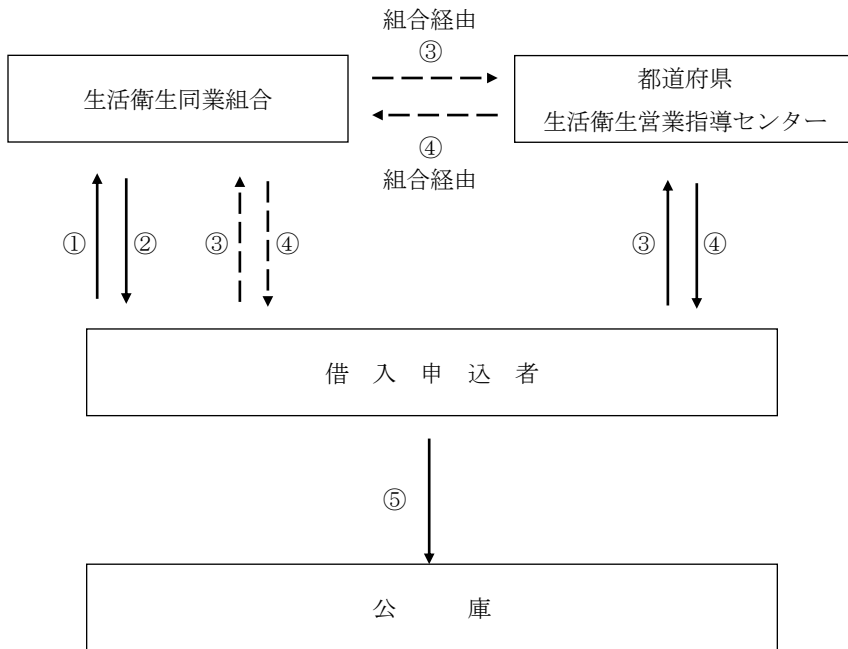 組合経由
③
生活衛生同業組合
都道府県
生活衛生営業指導センター
④
組合経由
①
②
③
④
③
④
借入申込者
⑤
公庫